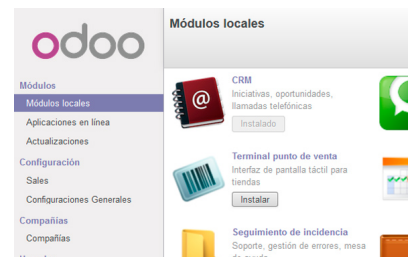 odoo
Módulos
Módulos locales
Aplicaciones en línea
Actualizaciones
Configuración
Sales
Configuraciones Generales
Compañías
Compañías
Módulos locales
CRM
Iniciativas, oportunidades,
llamadas telefónicas
Instalado
Terminal punto de venta
Interfaz de pantalla táctil para
tiendas
Instalar
Seguimiento de incidencia
Soporte, gestión de errores, mesa